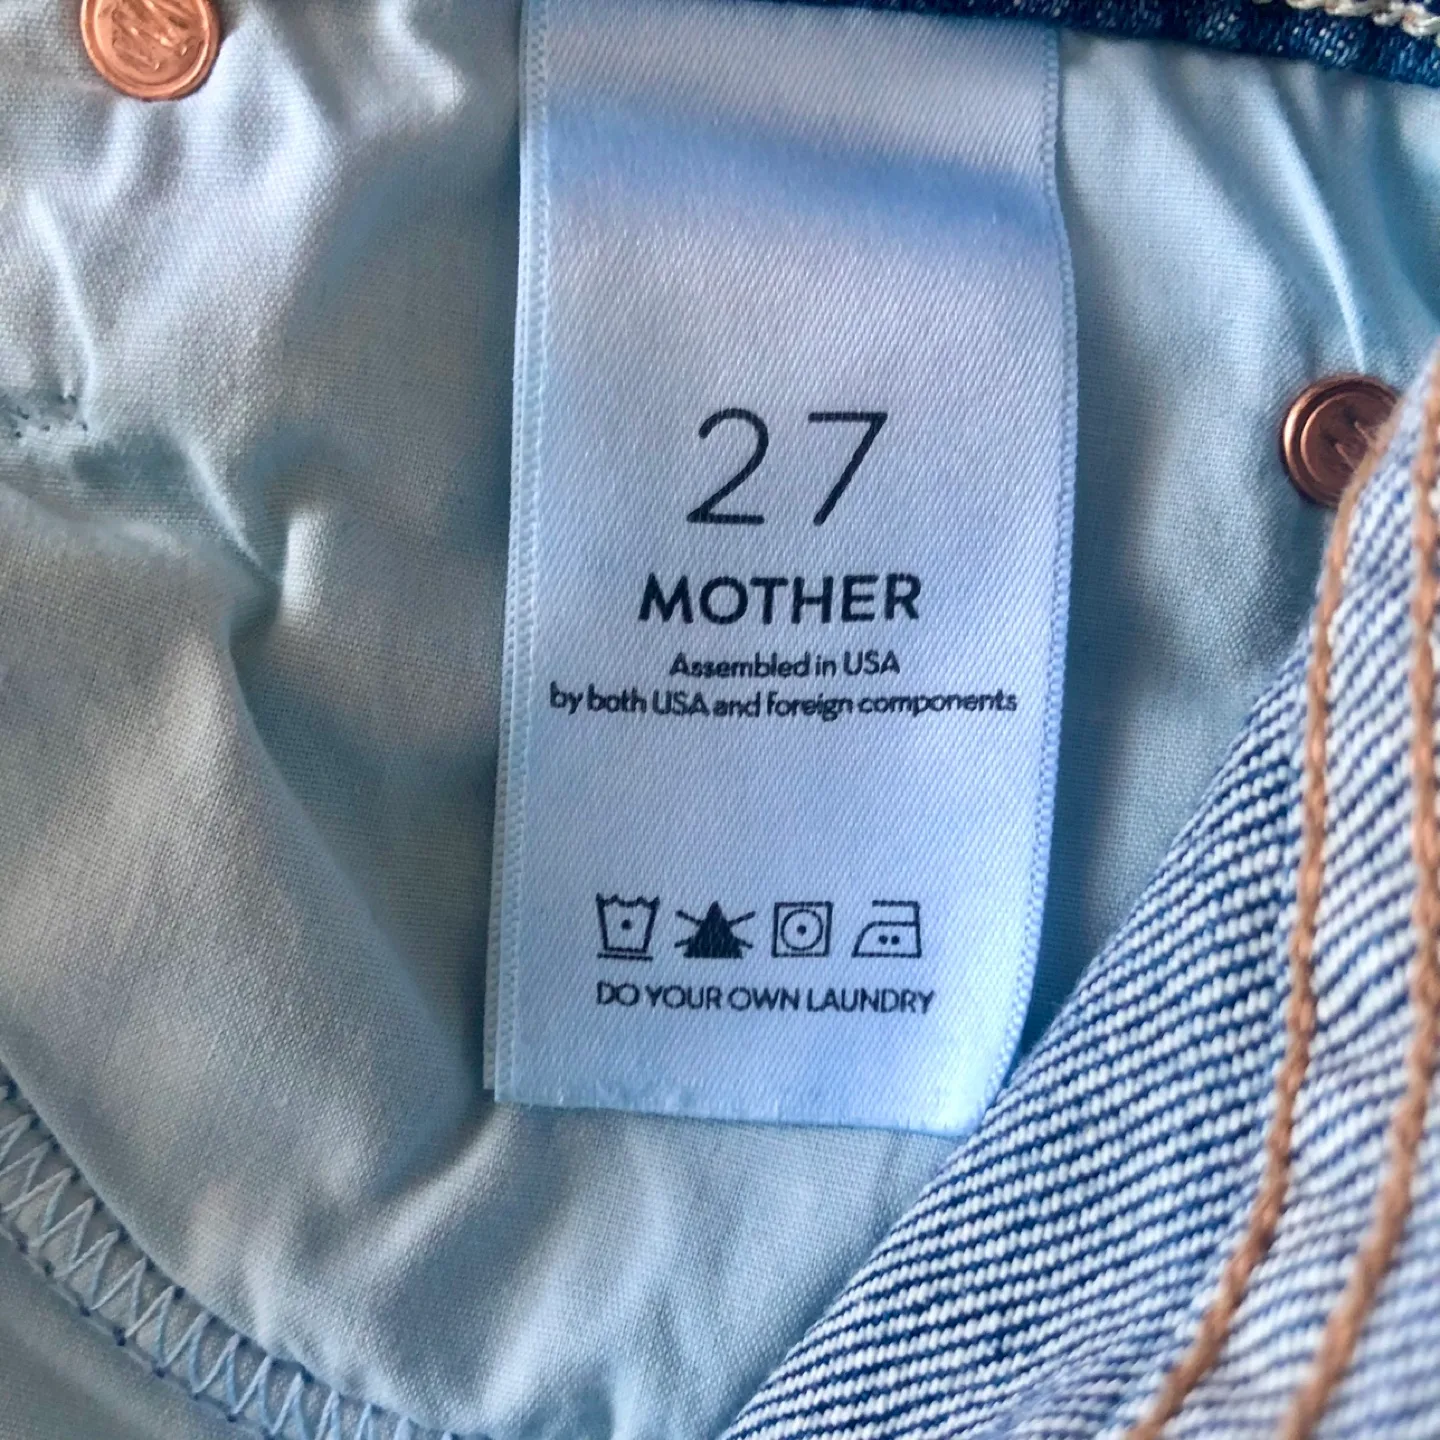 27
MOTHER
Assembled in USA
by both USA and foreign components
DO YOUR OWN LAUNDRY